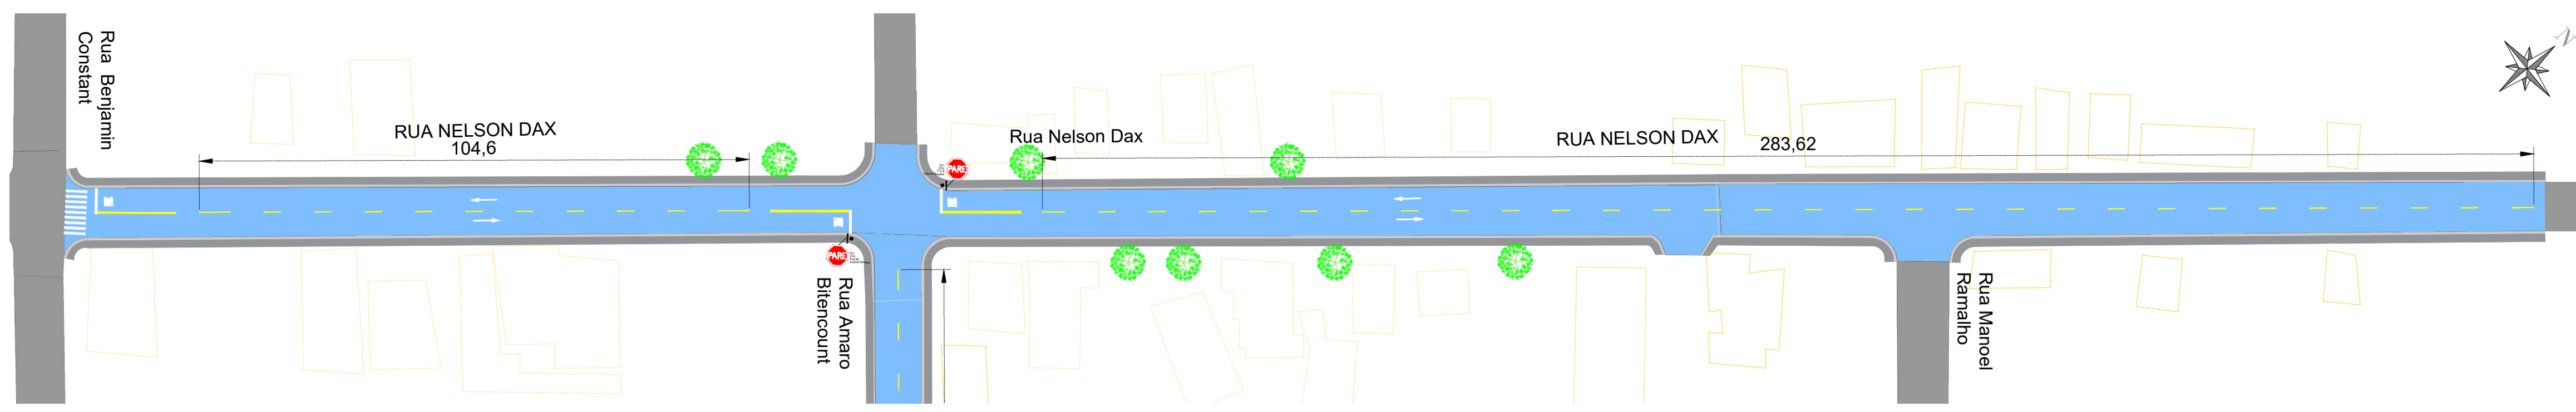 Rua Benjamin
Constant
RUA NELSON DAX
104,6
PARE
Rua Amaro
Bitencount
PARE
Rua Nelson Dax
RUA NELSON DAX
283,62
Rua Manoel
Ramalho
N